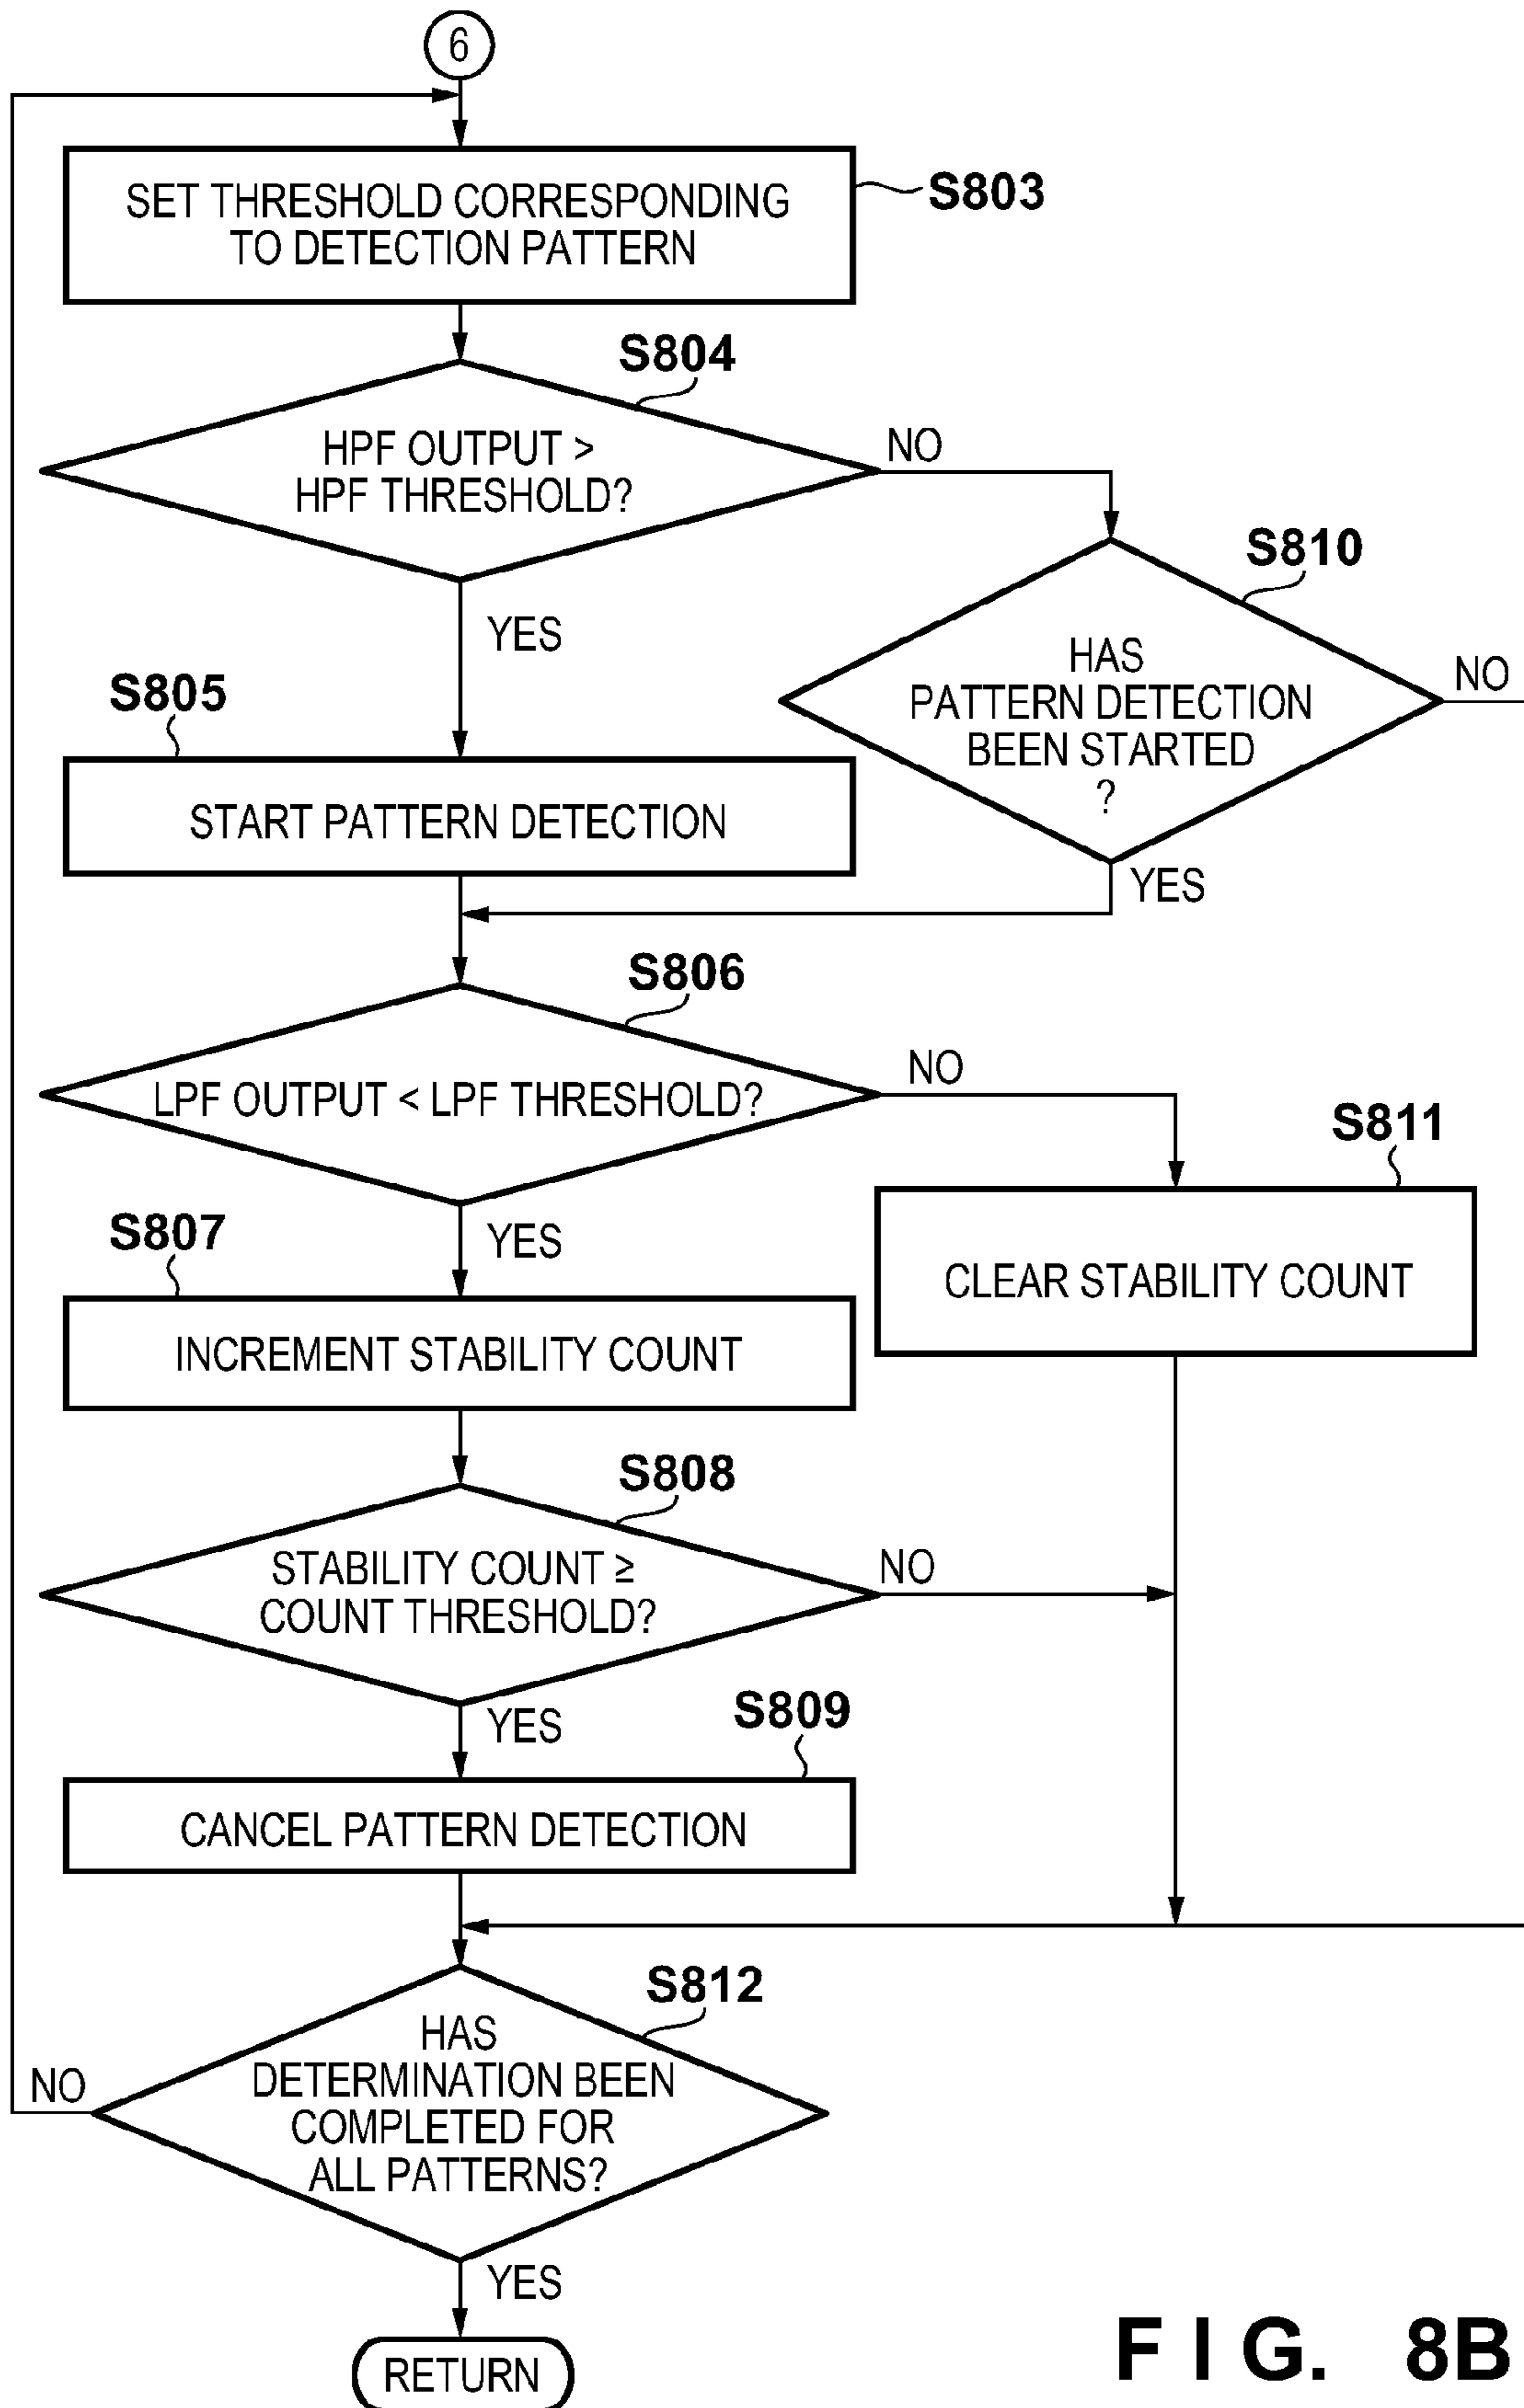 6
SET THRESHOLD CORRESPONDING
TO DETECTION PATTERN
S803
S804
HPF OUTPUT >
HPF THRESHOLD?
NO
YES
S810
HAS
PATTERN DETECTION
BEEN STARTED
?
NO
YES
S805
START PATTERN DETECTION
S806
LPF OUTPUT < LPF THRESHOLD?
NO
YES
S811
CLEAR STABILITY COUNT
S807
INCREMENT STABILITY COUNT
S808
STABILITY COUNT ≥
COUNT THRESHOLD?
NO
YES
S809
CANCEL PATTERN DETECTION
S812
HAS
DETERMINATION BEEN
COMPLETED FOR
ALL PATTERNS?
NO
YES
RETURN
FIG. 8B